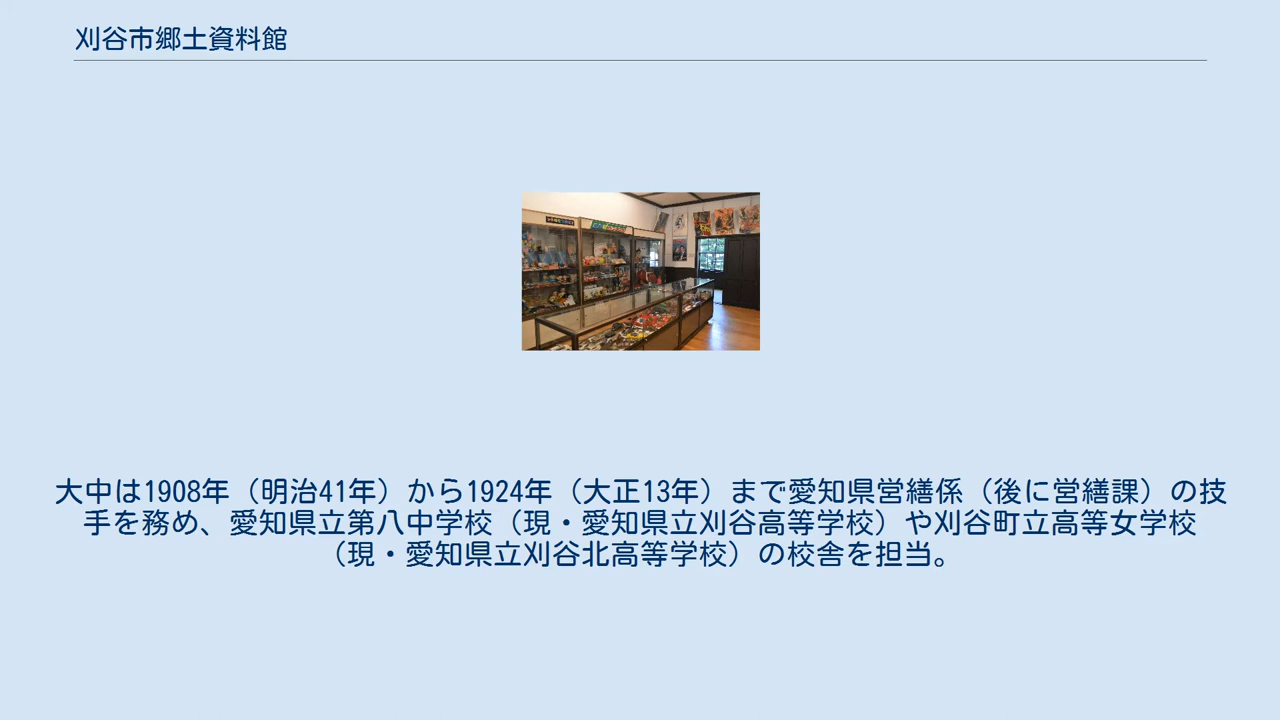 刈谷市郷土資料館
大中は1908年（明治41年）から1924年（大正13年）まで愛知県営繕係（後に営繕課）の技
手を務め、愛知県立第八中学校（現・愛知県立刈谷高等学校）や刈谷町立高等女学校
（現・愛知県立刈谷北高等学校）の校舎を担当。